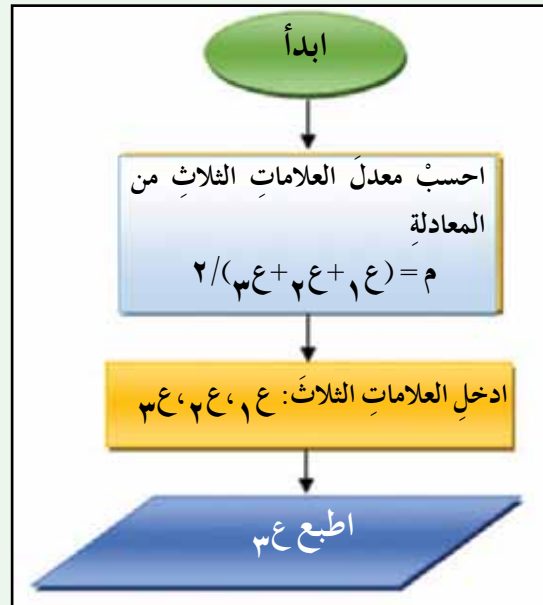 ابدأ
احسبْ معدلَ العلاماتِ الثلاثِ من
المعادلةِ
م = (ع١+ع٢+ع٣)/٢
ادخلِ العلاماتِ الثلاثَ: ع١،ع٢،ع٣
اطبع ع٣